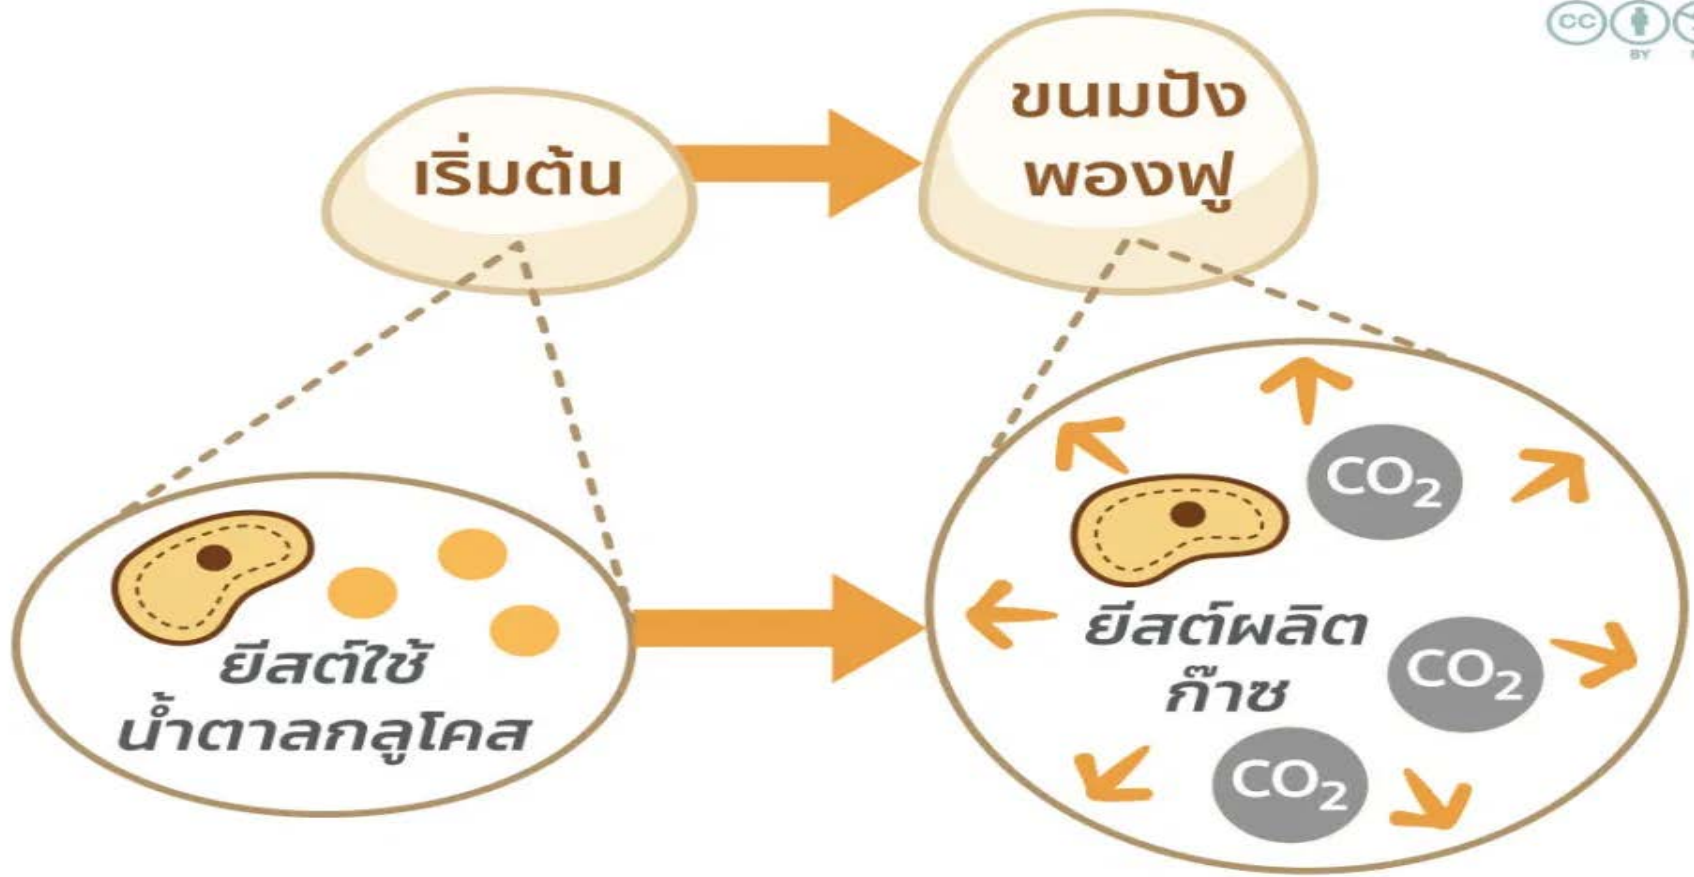 CC
BY
เริ่มต้น
ขนมปัง
พองฟู
ยีสต์ใช้
น้ำตาลกลูโคส
CO₂
ยีสต์ผลิต
ก๊าซ
CO₂
CO₂